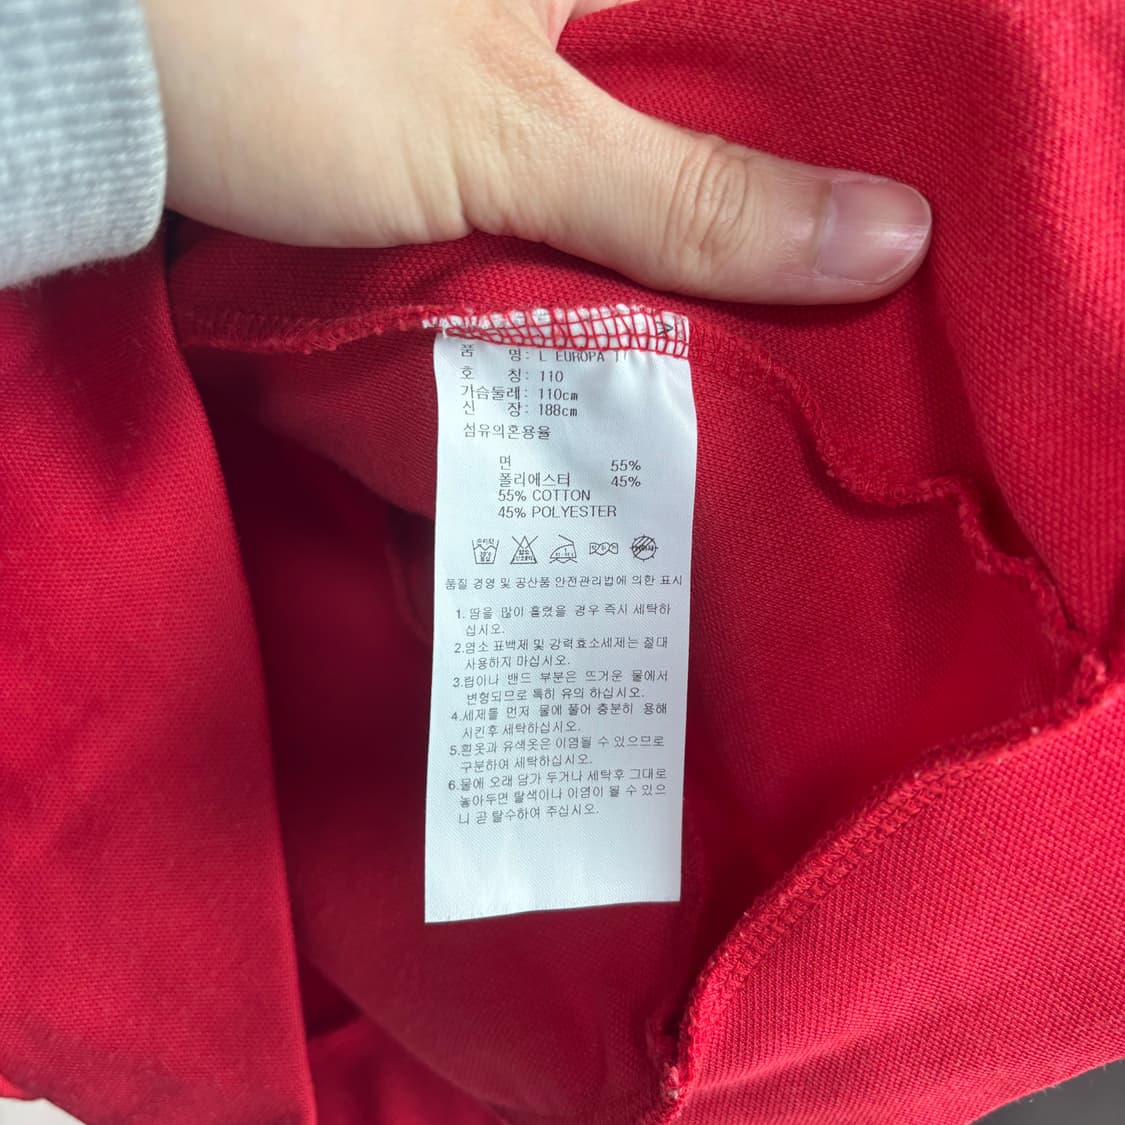 품 명: L EUROPA
호 칭: 110
가슴둘레: 110cm
신 장: 188cm
섬유의혼용율
면 55%
폴리에스터 45%
55% COTTON
45% POLYESTER
품질 경영 및 공산품 안전관리법에 의한 표시
1. 땀을 많이 흘렸을 경우 즉시 세탁하
십시오.
2.염소 표백제 및 강력효소세제는 절대
사용하지 마십시오.
3.립이나 밴드 부분은 뜨거운 물에서
변형되므로 특히 유의 하십시오.
4.세제를 먼저 물에 풀어 충분히 용해
시킨후 세탁하십시오.
5.흰옷과 유색옷은 이염될 수 있으므로
구분하여 세탁하십시오.
6.물에 오래 담가 두거나 세탁후 그대로
놓아두면 탈색이나 이염이 될 수 있으
니 곧 탈수하여 주십시오.